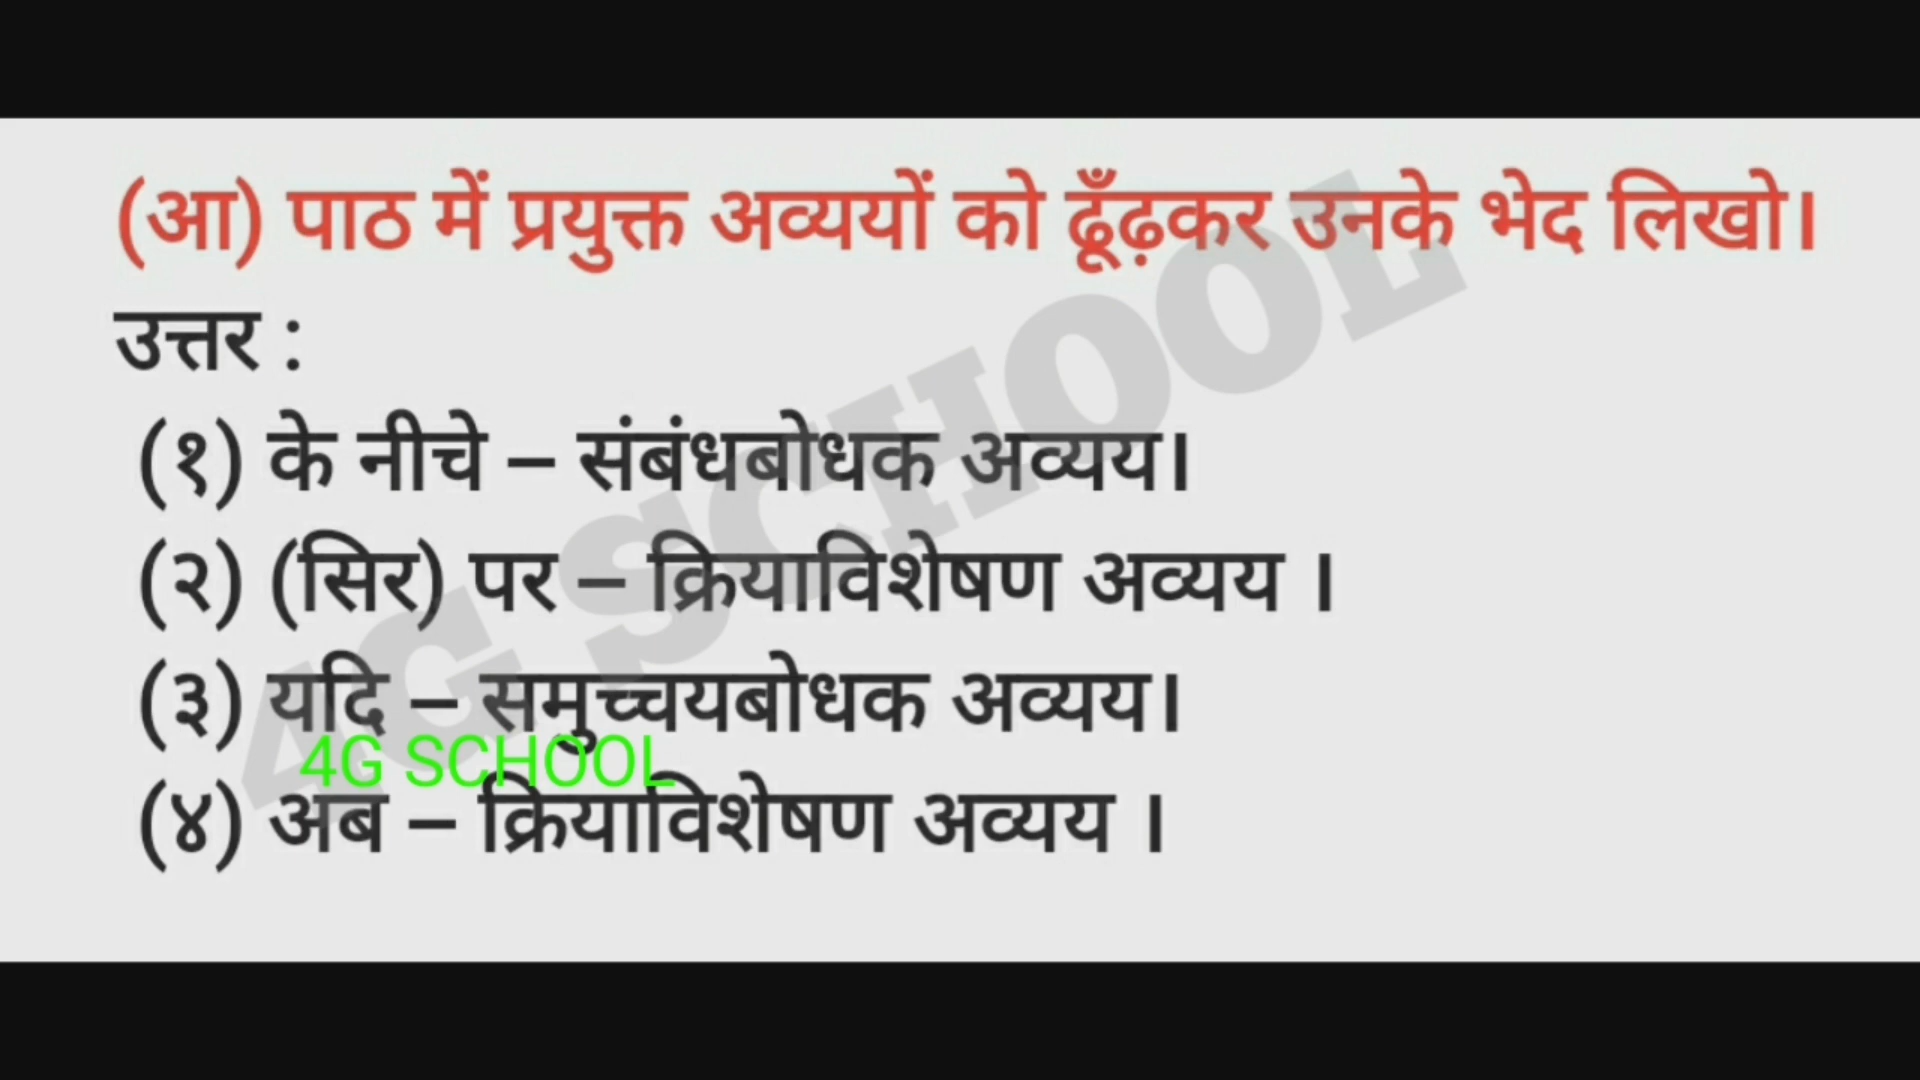 (आ) पाठ में प्रयुक्त अव्ययों को ढूँढ़कर उनके भेद लिखो।
उत्तर :
(१) के नीचे – संबंधबोधक अव्यय।
(२) (सिर) पर – क्रियाविशेषण अव्यय ।
(३) यदि – समुच्चयबोधक अव्यय।
4G SCHOOL
(४) अब – क्रियाविशेषण अव्यय ।
4G SCHOOL